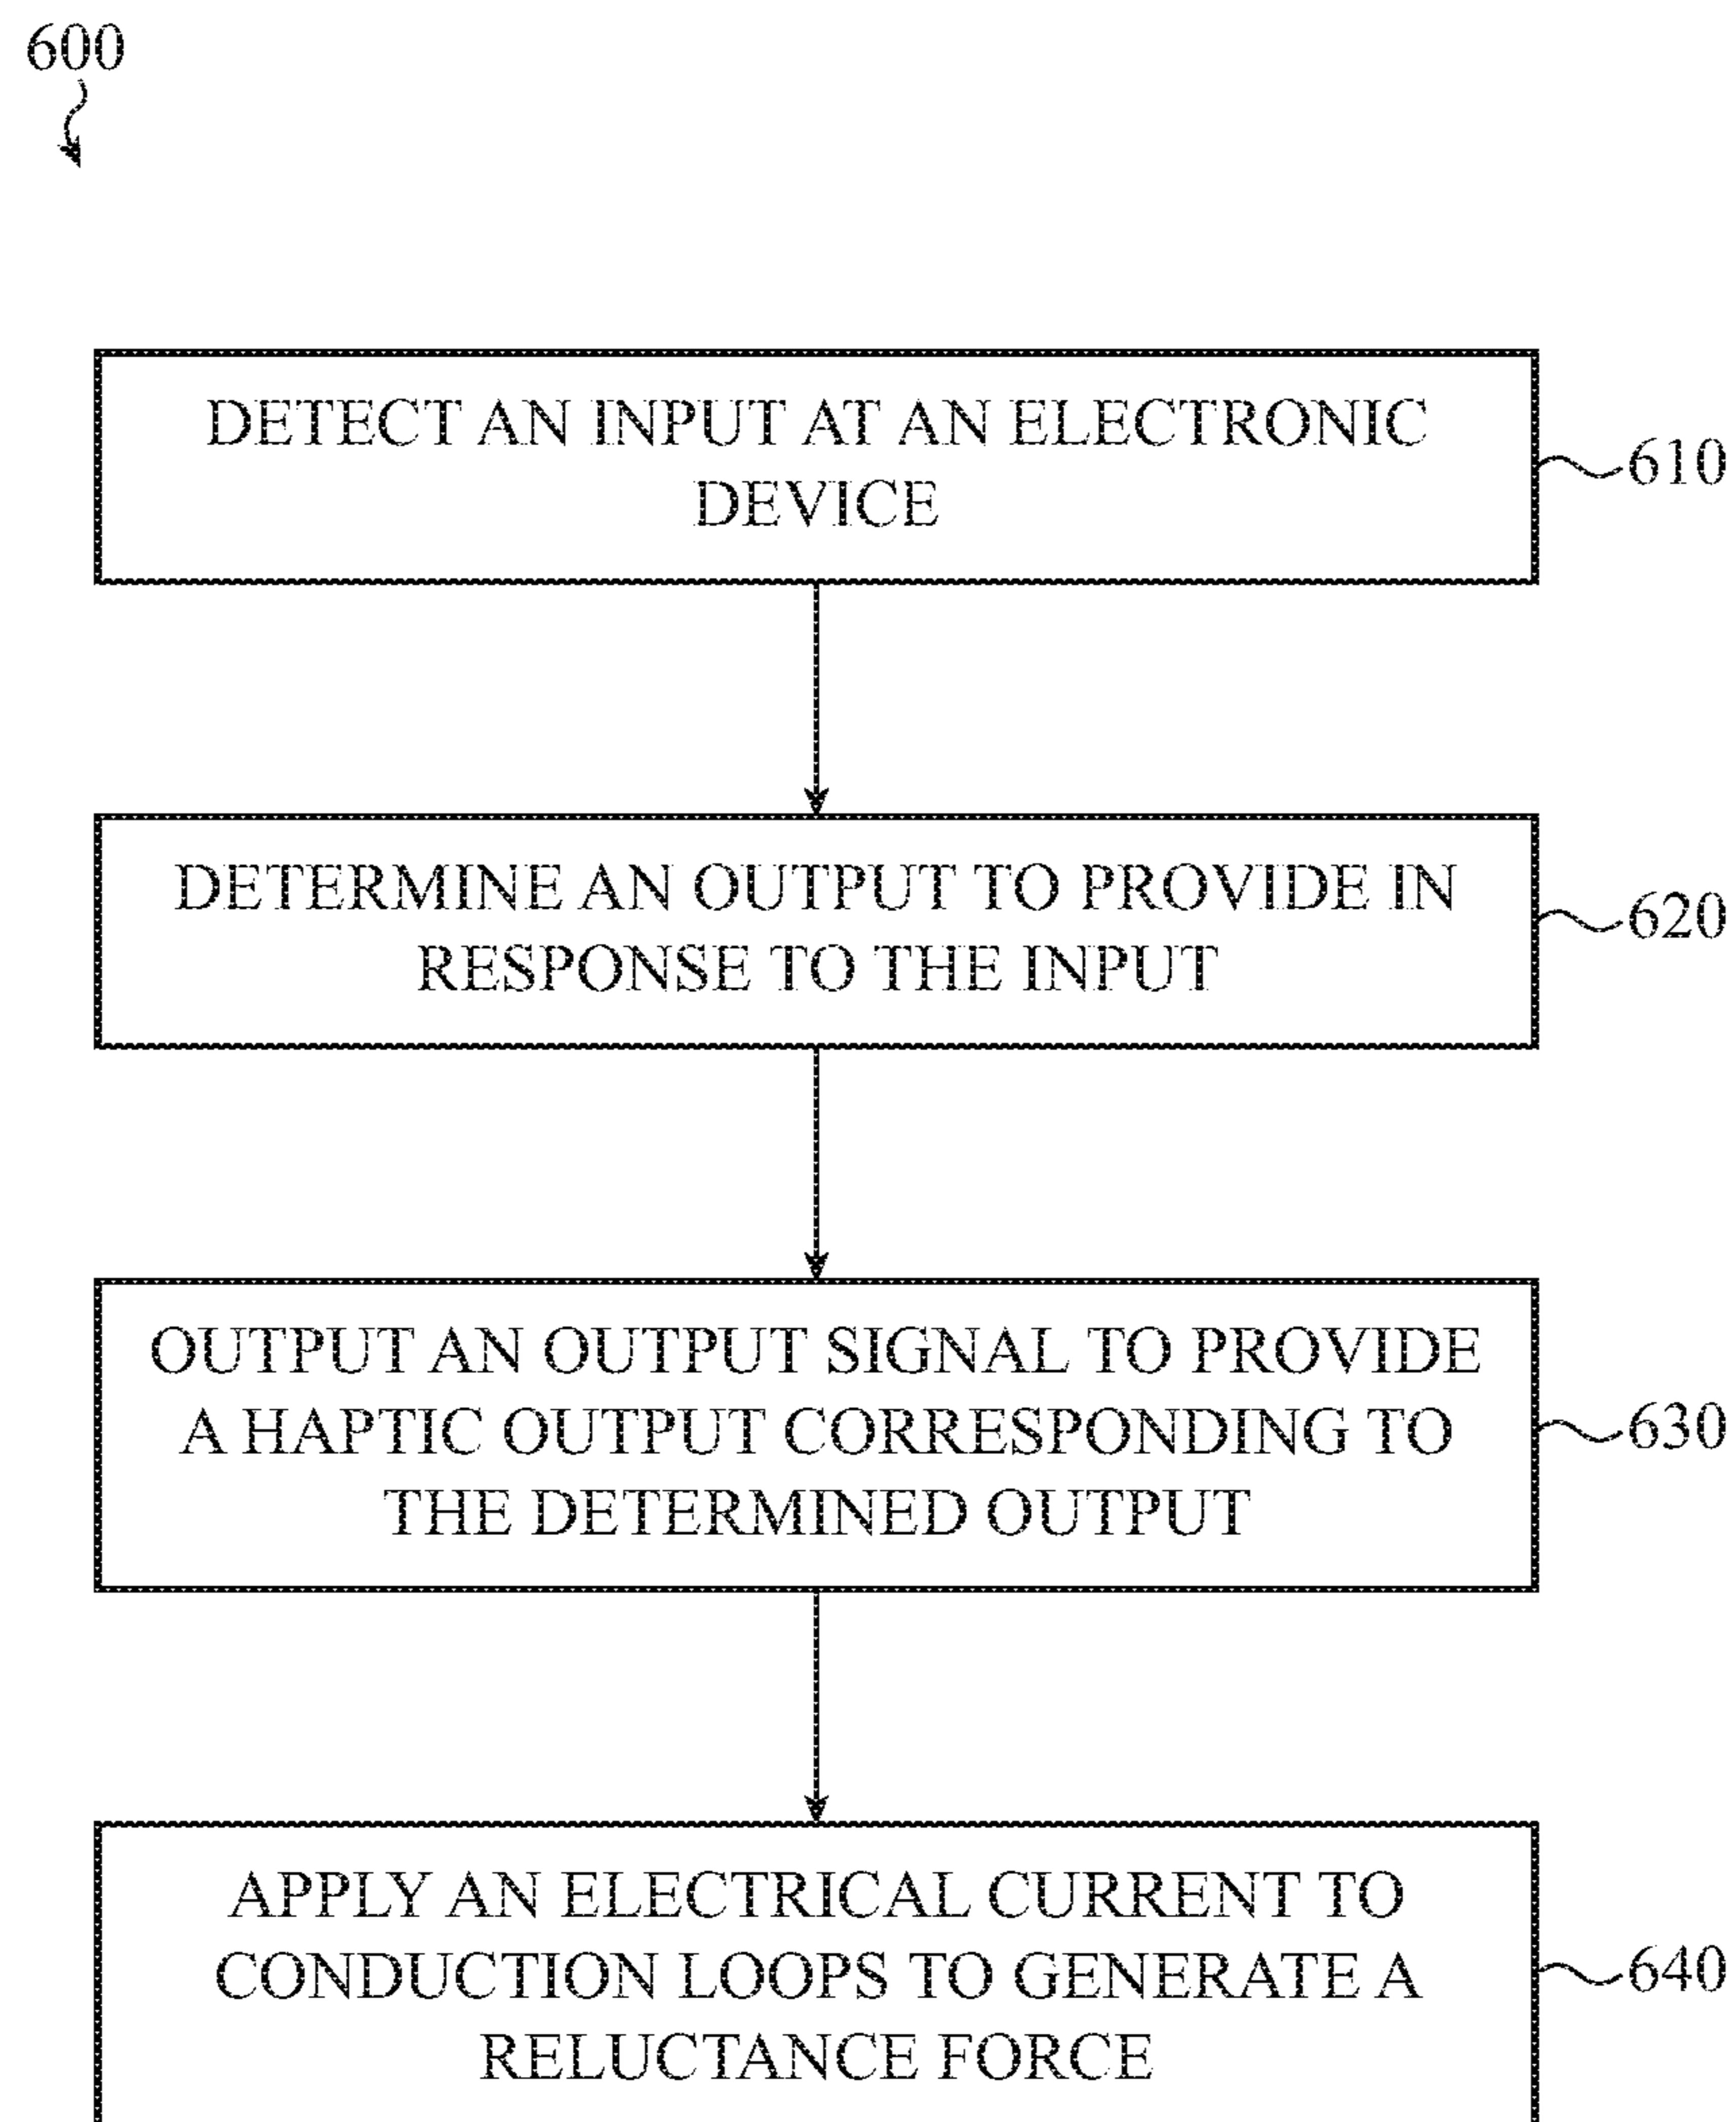 600
DETECT AN INPUT AT AN ELECTRONIC
DEVICE
610
DETERMINE AN OUTPUT TO PROVIDE IN
RESPONSE TO THE INPUT
620
OUTPUT AN OUTPUT SIGNAL TO PROVIDE
A HAPTIC OUTPUT CORRESPONDING TO
THE DETERMINED OUTPUT
630
APPLY AN ELECTRICAL CURRENT TO
CONDUCTION LOOPS TO GENERATE A
RELUCTANCE FORCE
640